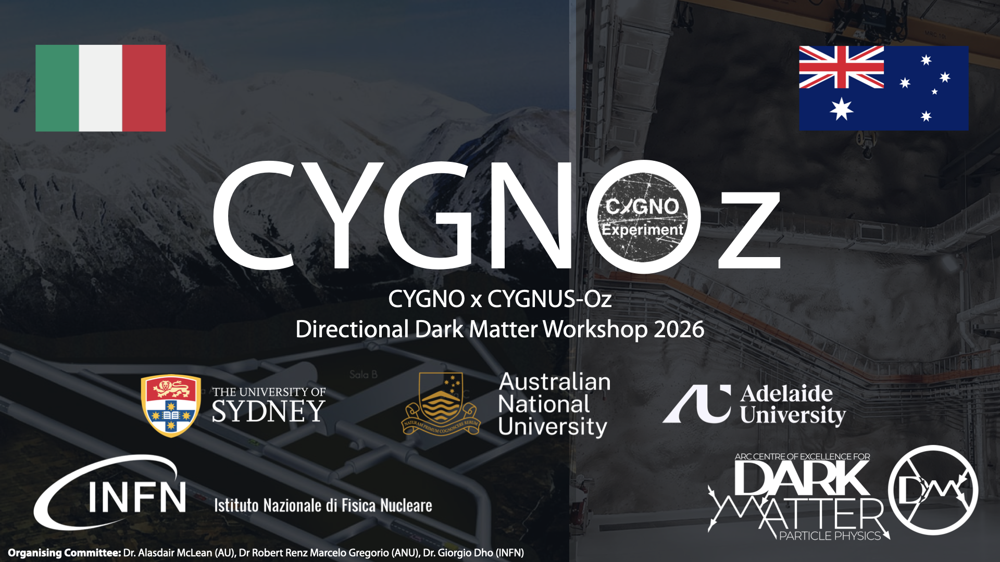 MRC 10t
CYGNOz
CYGNO
Experiment
CYGNO x CYGNUS-Oz
Directional Dark Matter Workshop 2026
Sala B
THE UNIVERSITY OF
SYDNEY
NATURAM PRIMUM COGNOSCERE RERUM
Australian
National
University
Adelaide
University
INFN
Istituto Nazionale di Fisica Nucleare
ARC CENTRE OF EXCELLENCE FOR
DARK
MATTER
PARTICLE PHYSICS
DM
Organising Committee: Dr. Alasdair McLean (AU), Dr Robert Renz Marcelo Gregorio (ANU), Dr. Giorgio Dho (INFN)